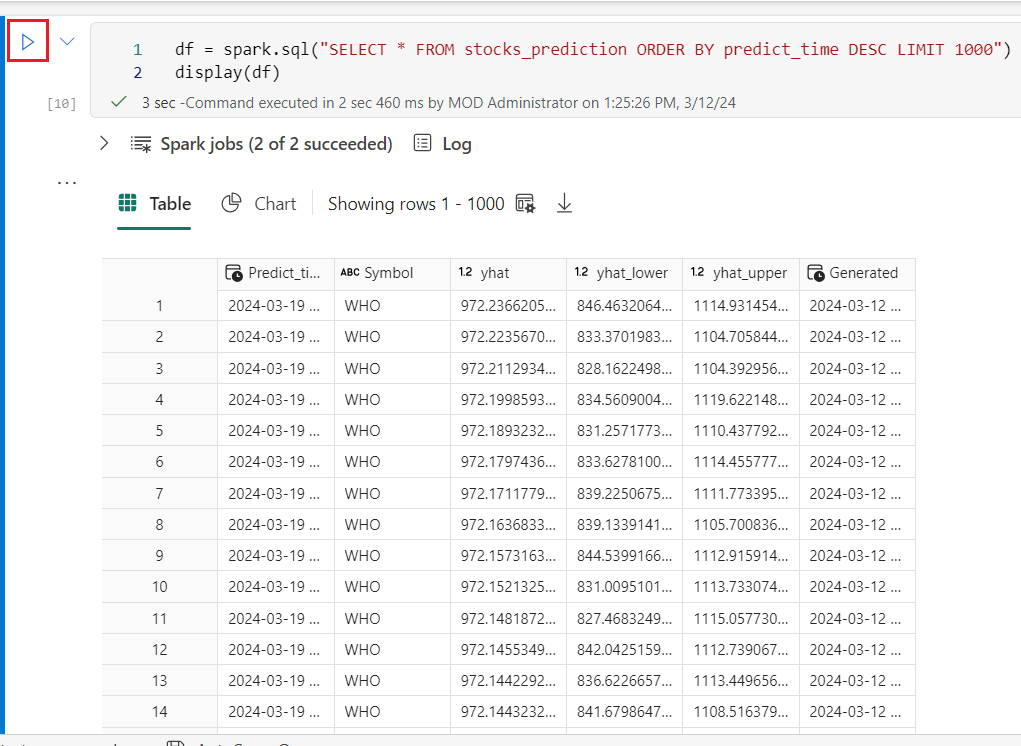 1 df = spark.sql("SELECT * FROM stocks_prediction ORDER BY predict_time DESC LIMIT 1000")
2 display(df)
[10] 3 sec -Command executed in 2 sec 460 ms by MOD Administrator on 1:25:26 PM, 3/12/24
Spark jobs (2 of 2 succeeded) Log
...
Table Chart Showing rows 1 - 1000
Predict_ti... ABC Symbol 1.2 yhat 1.2 yhat_lower 1.2 yhat_upper Generated
1 2024-03-19 ... WHO 972.2366205... 846.4632064... 1114.931454... 2024-03-12 ...
2 2024-03-19 ... WHO 972.2235670... 833.3701983... 1104.705844... 2024-03-12 ...
3 2024-03-19 ... WHO 972.2112934... 828.1622498... 1104.392956... 2024-03-12 ...
4 2024-03-19 ... WHO 972.1998593... 834.5609004... 1119.622148... 2024-03-12 ...
5 2024-03-19 ... WHO 972.1893232... 831.2571773... 1110.437792... 2024-03-12 ...
6 2024-03-19 ... WHO 972.1797436... 833.6278100... 1114.455777... 2024-03-12 ...
7 2024-03-19 ... WHO 972.1711779... 839.2250675... 1111.773395... 2024-03-12 ...
8 2024-03-19 ... WHO 972.1636833... 839.1339141... 1105.700836... 2024-03-12 ...
9 2024-03-19 ... WHO 972.1573163... 844.5399166... 1112.915914... 2024-03-12 ...
10 2024-03-19 ... WHO 972.1521325... 831.0095101... 1113.733074... 2024-03-12 ...
11 2024-03-19 ... WHO 972.1481872... 827.4683249... 1115.057730... 2024-03-12 ...
12 2024-03-19 ... WHO 972.1455349... 842.0425159... 1112.739067... 2024-03-12 ...
13 2024-03-19 ... WHO 972.1442292... 836.6226657... 1113.449656... 2024-03-12 ...
14 2024-03-19 ... WHO 972.1443232... 841.6798647... 1108.516379... 2024-03-12 ...